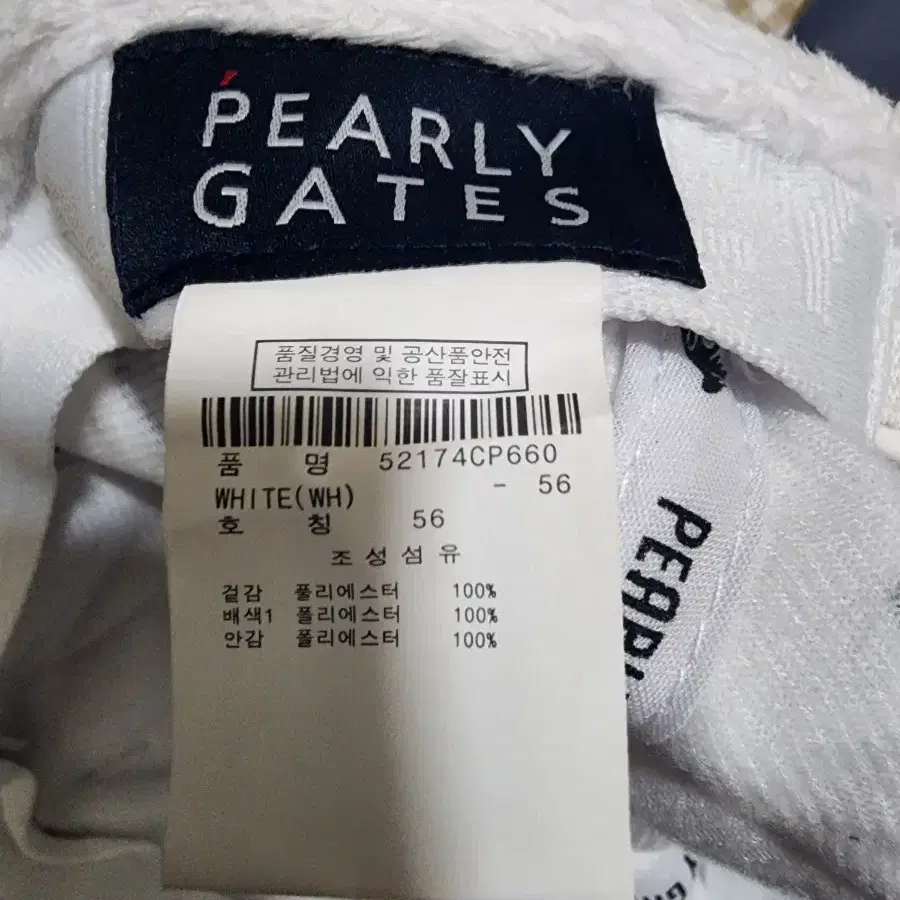 PEARLY
GATES
품질경영 및 공산품안전
관리법에 익한 품잘표시
품 명 52174CP660
WHITE(WH) - 56
호 칭 56
조성섬유
겉감 폴리에스터 100%
배색1 폴리에스터 100%
안감 폴리에스터 100%